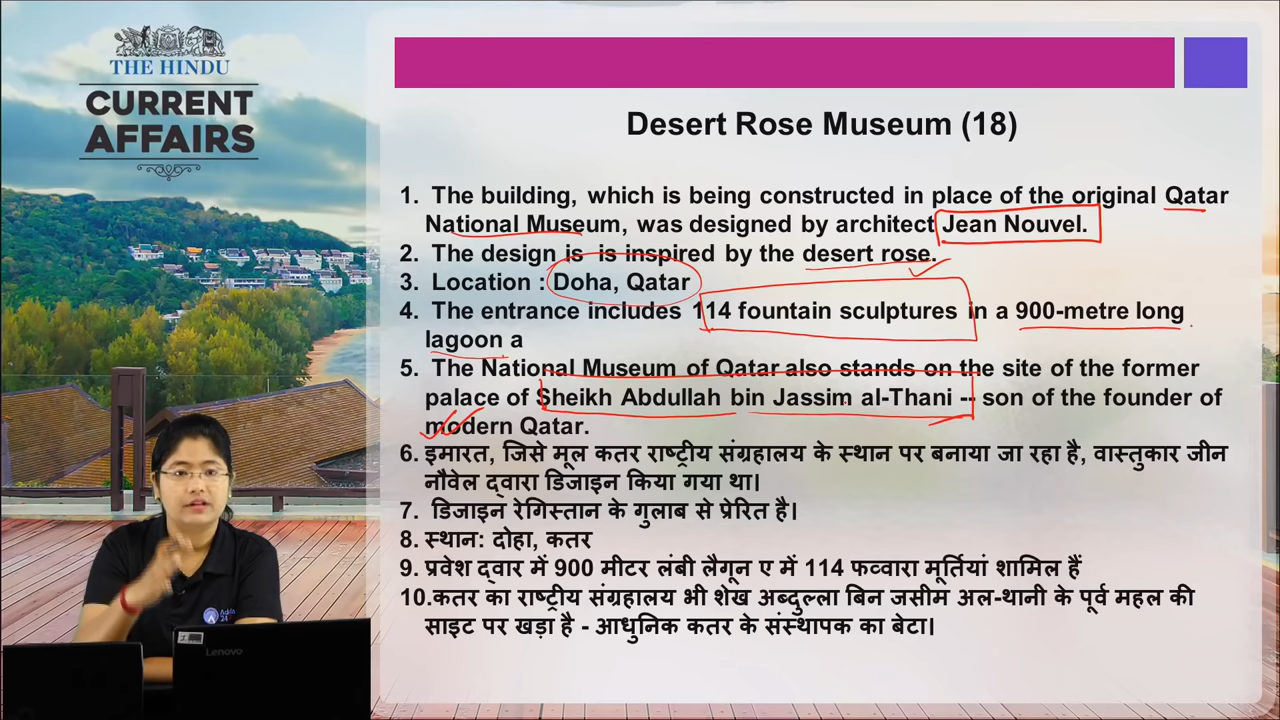 THE HINDU
CURRENT
AFFAIRS
Desert Rose Museum (18)
1. The building, which is being constructed in place of the original Qatar
National Museum, was designed by architect Jean Nouvel.
2. The design is is inspired by the desert rose.
3. Location : Doha, Qatar
4. The entrance includes 114 fountain sculptures in a 900-metre long
lagoon a
5. The National Museum of Qatar also stands on the site of the former
palace of Sheikh Abdullah bin Jassim al-Thani -- son of the founder of
modern Qatar.
6. इमारत, जिसे मूल कतर राष्ट्रीय संग्रहालय के स्थान पर बनाया जा रहा है, वास्तुकार जीन
नौवेल द्वारा डिजाइन किया गया था।
7. डिजाइन रेगिस्तान के गुलाब से प्रेरित है।
8. स्थान: दोहा, कतर
9. प्रवेश द्वार में 900 मीटर लंबी लैगून ए में 114 फव्वारा मूर्तियां शामिल हैं
10.कतर का राष्ट्रीय संग्रहालय भी शेख अब्दुल्ला बिन जसीम अल-थानी के पूर्व महल की
साइट पर खड़ा है - आधुनिक कतर के संस्थापक का बेटा।
Lenovo